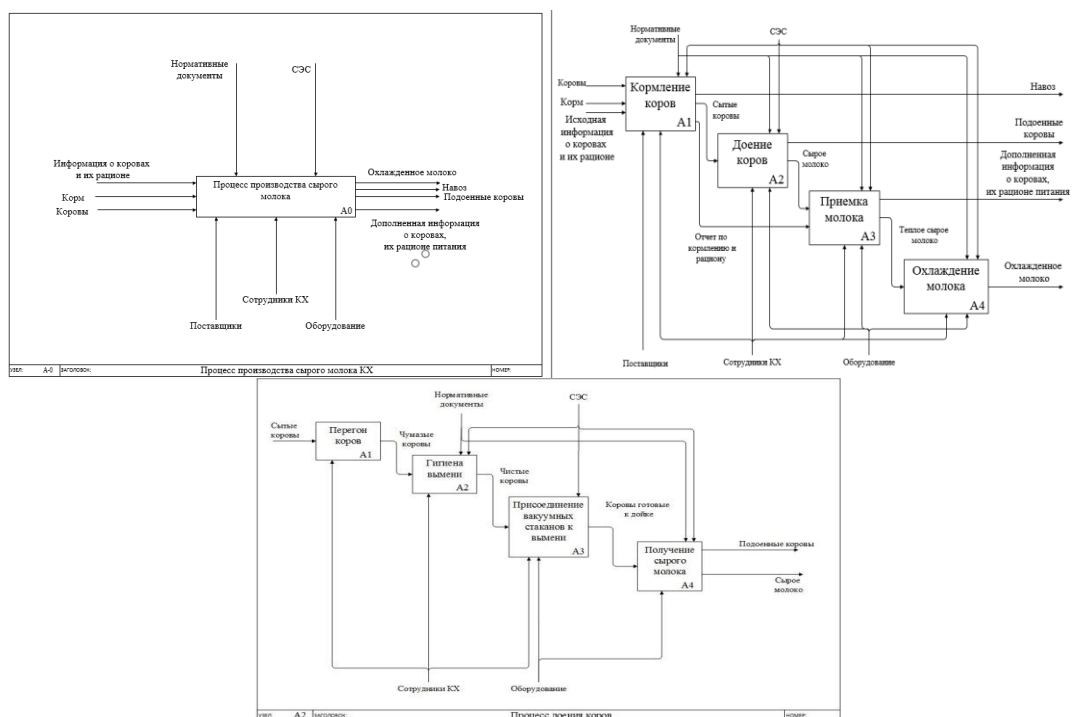 Нормативные
документы
СЭС
Информация о коровах
и их рационе
Корм
Коровы
Процесс производства сырого
молока
A0
Охлажденное молоко
Навоз
Подоенные коровы
Дополненная информация
о коровах,
их рационе питания
Сотрудники КХ
Поставщики
Оборудование
УЗЕЛ:
A-0
ЗАГОЛОВОК:
Процесс производства сырого молока КХ
НОМЕР:
Нормативные
документы
СЭС
Коровы
Корм
Исходная
информация
о коровах
и их рационе
Кормление
коров
A1
Сытые
коровы
Доение
коров
A2
Сырое
молоко
Приемка
молока
A3
Отчет по
кормлению и
рациону
Теплое сырое
молоко
Охлаждение
молока
A4
Навоз
Подоенные
коровы
Дополненная
информация
о коровах,
их рационе питания
Охлажденное
молоко
Поставщики
Сотрудники КХ
Оборудование
Нормативные
документы
СЭС
Сытые
коровы
Перегон
коров
A1
Чумазые
коровы
Гигиена
вымени
A2
Чистые
коровы
Присоединение
вакуумных
стаканов к
вымени
A3
Коровы готовые
к дойке
Получение
сырого
молока
A4
Подоенные коровы
Сырое
молоко
Сотрудники КХ
Оборудование
УЗЕЛ:
A2
ЗАГОЛОВОК:
Процесс доения коров
НОМЕР: